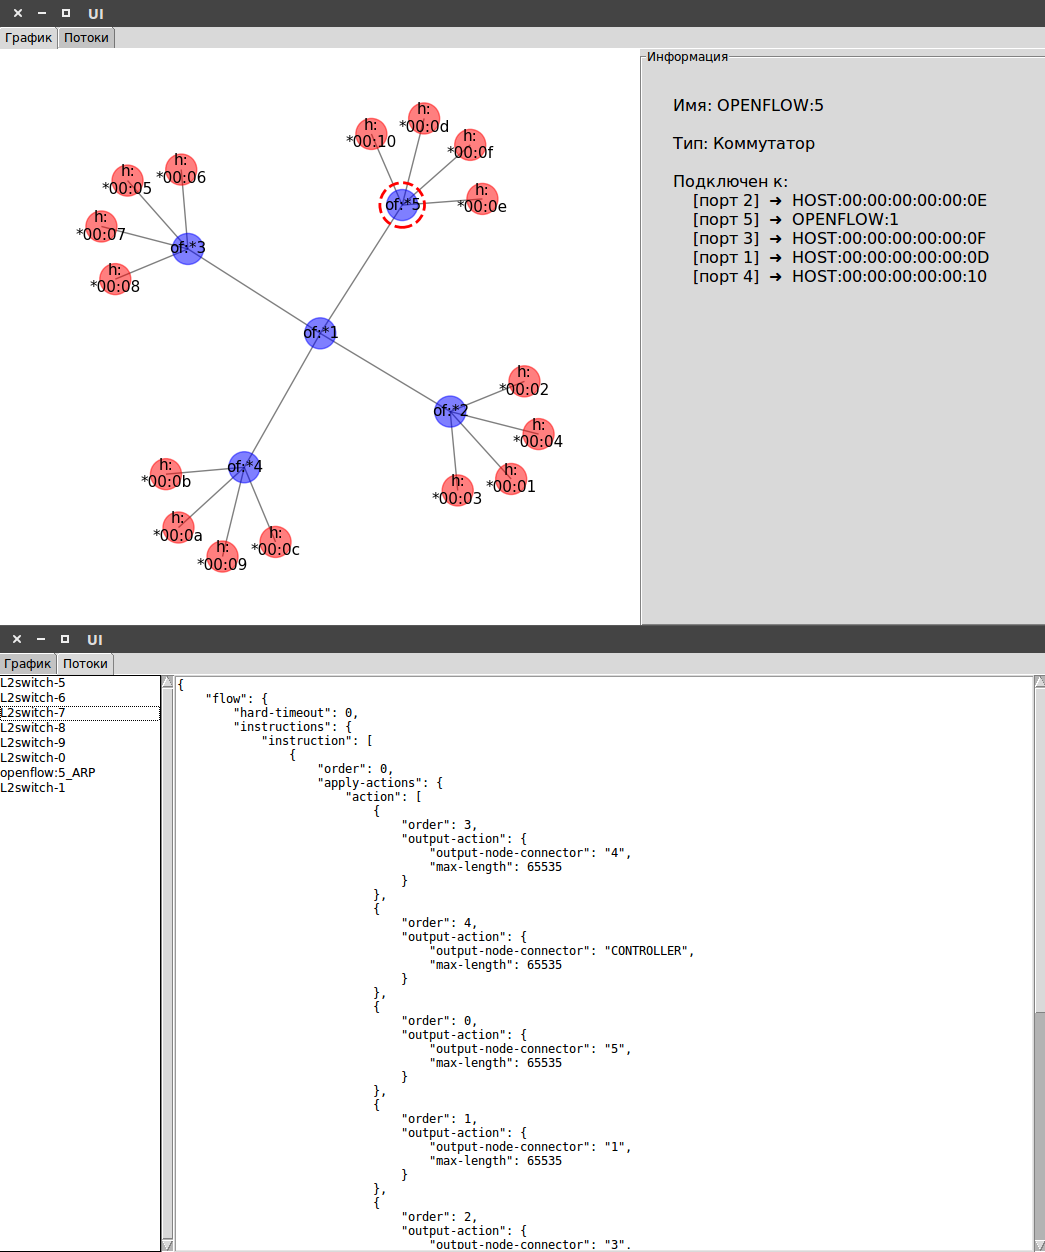 UI
График Потоки
Информация
h:
*00:10
h:
*00:0d
h:
*00:0f
h:
*00:0e
of:*5
h:
*00:05
h:
*00:06
h:
*00:07
h:
*00:08
of:*3
of:*1
h:
*00:02
h:
*00:04
h:
*00:01
h:
*00:03
of:*2
of:*4
h:
*00:0b
h:
*00:0a
h:
*00:09
h:
*00:0c
Имя: OPENFLOW:5
Тип: Коммутатор
Подключен к:
[порт 2] ➜ HOST:00:00:00:00:00:0E
[порт 5] ➜ OPENFLOW:1
[порт 3] ➜ HOST:00:00:00:00:00:0F
[порт 1] ➜ HOST:00:00:00:00:00:0D
[порт 4] ➜ HOST:00:00:00:00:00:10
UI
График Потоки
L2switch-5
L2switch-6
L2switch-7
L2switch-8
L2switch-9
L2switch-0
openflow:5_ARP
L2switch-1
{
"flow": {
"hard-timeout": 0,
"instructions": {
"instruction": [
{
"order": 0,
"apply-actions": {
"action": [
{
"order": 3,
"output-action": {
"output-node-connector": "4",
"max-length": 65535
}
},
{
"order": 4,
"output-action": {
"output-node-connector": "CONTROLLER",
"max-length": 65535
}
},
{
"order": 0,
"output-action": {
"output-node-connector": "5",
"max-length": 65535
}
},
{
"order": 1,
"output-action": {
"output-node-connector": "1",
"max-length": 65535
}
},
{
"order": 2,
"output-action": {
"output-node-connector": "3",